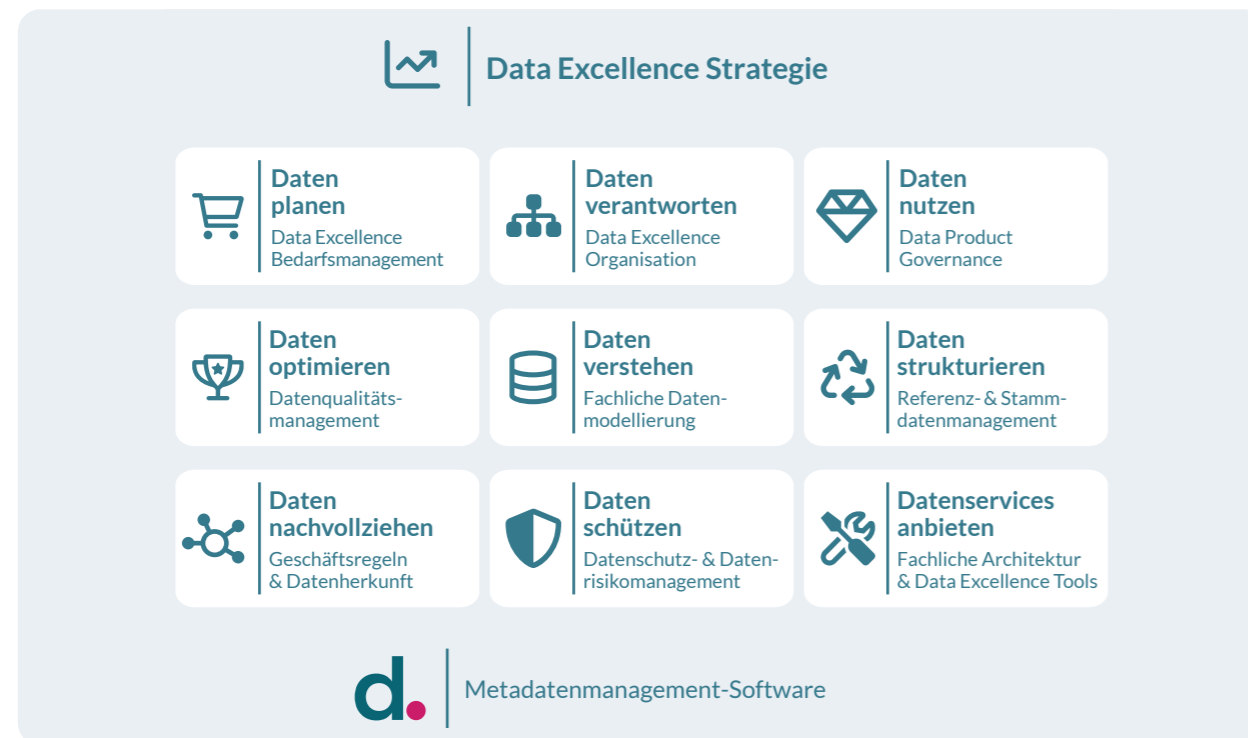 Data Excellence Strategie
Daten
planen
Data Excellence
Bedarfsmanagement
Daten
verantworten
Data Excellence
Organisation
Daten
nutzen
Data Product
Governance
Daten
optimieren
Datenqualitäts-
management
Daten
verstehen
Fachliche Daten-
modellierung
Daten
strukturieren
Referenz- & Stamm-
datenmanagement
Daten
nachvollziehen
Geschäftsregeln
& Datenherkunft
Daten
schützen
Datenschutz- & Daten-
risikomanagement
Datenservices
anbieten
Fachliche Architektur
& Data Excellence Tools
d.
Metadatenmanagement-Software